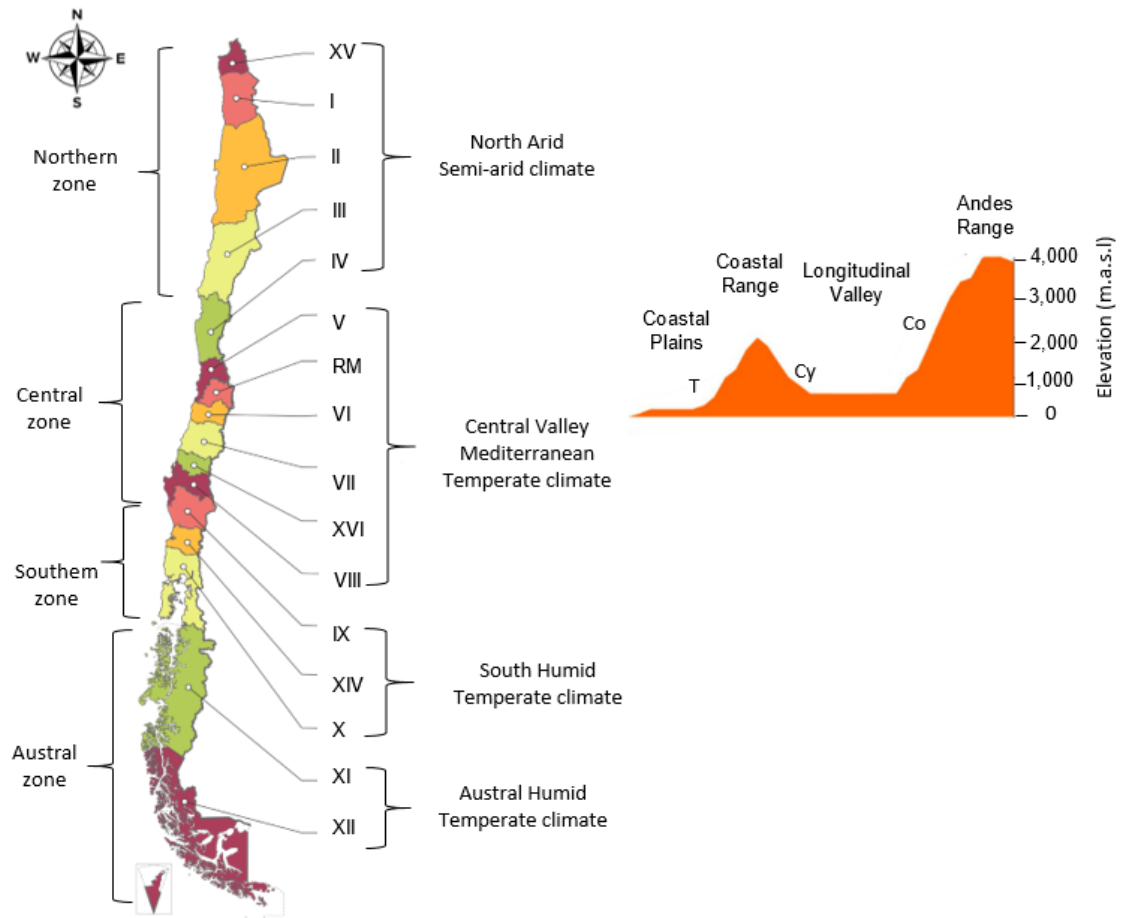 N
W
E
S
Northern
zone
Central
zone
Southem
zone
Austral
zone
XV
I
II
III
IV
V
RM
VI
VII
XVI
VIII
IX
XIV
X
XI
XII
North Arid
Semi-arid climate
Central Valley
Mediterranean
Temperate climate
South Humid
Temperate climate
Austral Humid
Temperate climate
Coastal
Plains
T
Coastal
Range
Cy
Longitudinal
Valley
Co
Andes
Range
4,000
3,000
2,000
1,000
0
Elevation (m.a.s.l)